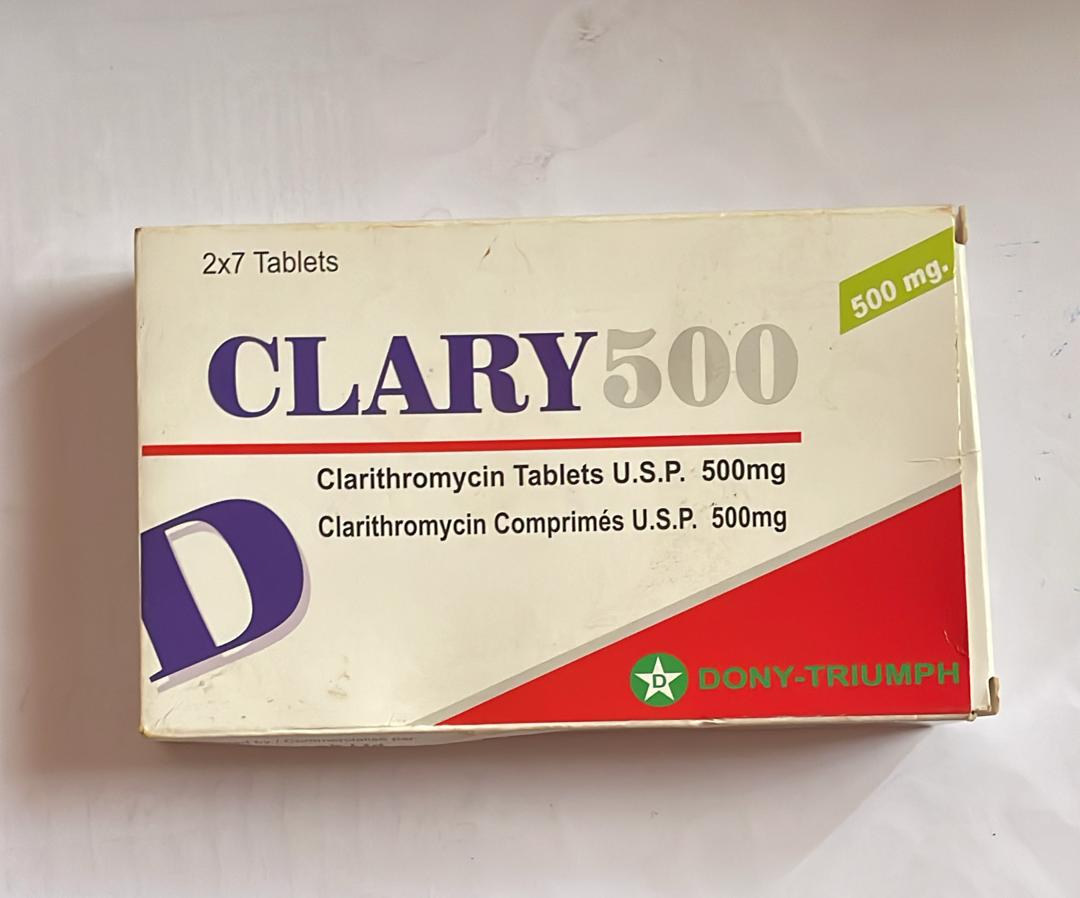 2x7 Tablets
500 mg.
CLARY500
Clarithromycin Tablets U.S.P. 500mg
Clarithromycin Comprimés U.S.P. 500mg
D
D DONY-TRIUMPH